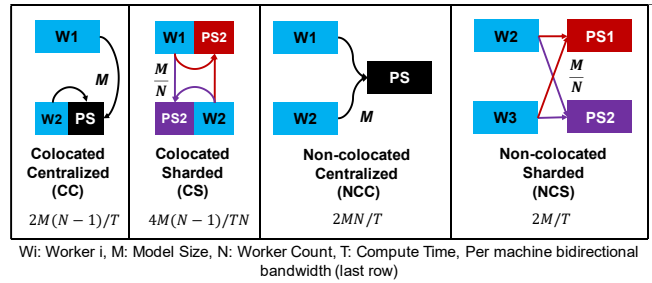 W1
M
W2 PS
Colocated
Centralized
(CC)
2M(N − 1)/T
W1 PS2
M/N
PS2 W2
Colocated
Sharded
(CS)
4M(N − 1)/TN
W1
PS
W2
M
Non-colocated
Centralized
(NCC)
2MN/T
W2 PS1
M/N
W3 PS2
Non-colocated
Sharded
(NCS)
2M/T
Wi: Worker i, M: Model Size, N: Worker Count, T: Compute Time, Per machine bidirectional
bandwidth (last row)